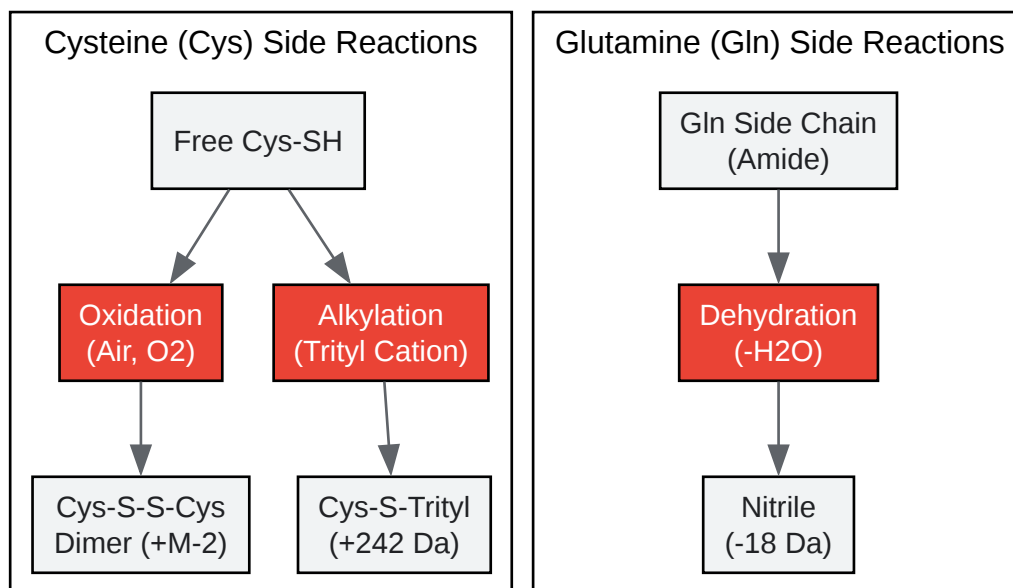 Cysteine (Cys) Side Reactions
Free Cys-SH
Oxidation
(Air, O2)
Alkylation
(Trityl Cation)
Cys-S-S-Cys
Dimer (+M-2)
Cys-S-Trityl
(+242 Da)
Glutamine (Gln) Side Reactions
Gln Side Chain
(Amide)
Dehydration
(-H2O)
Nitrile
(-18 Da)